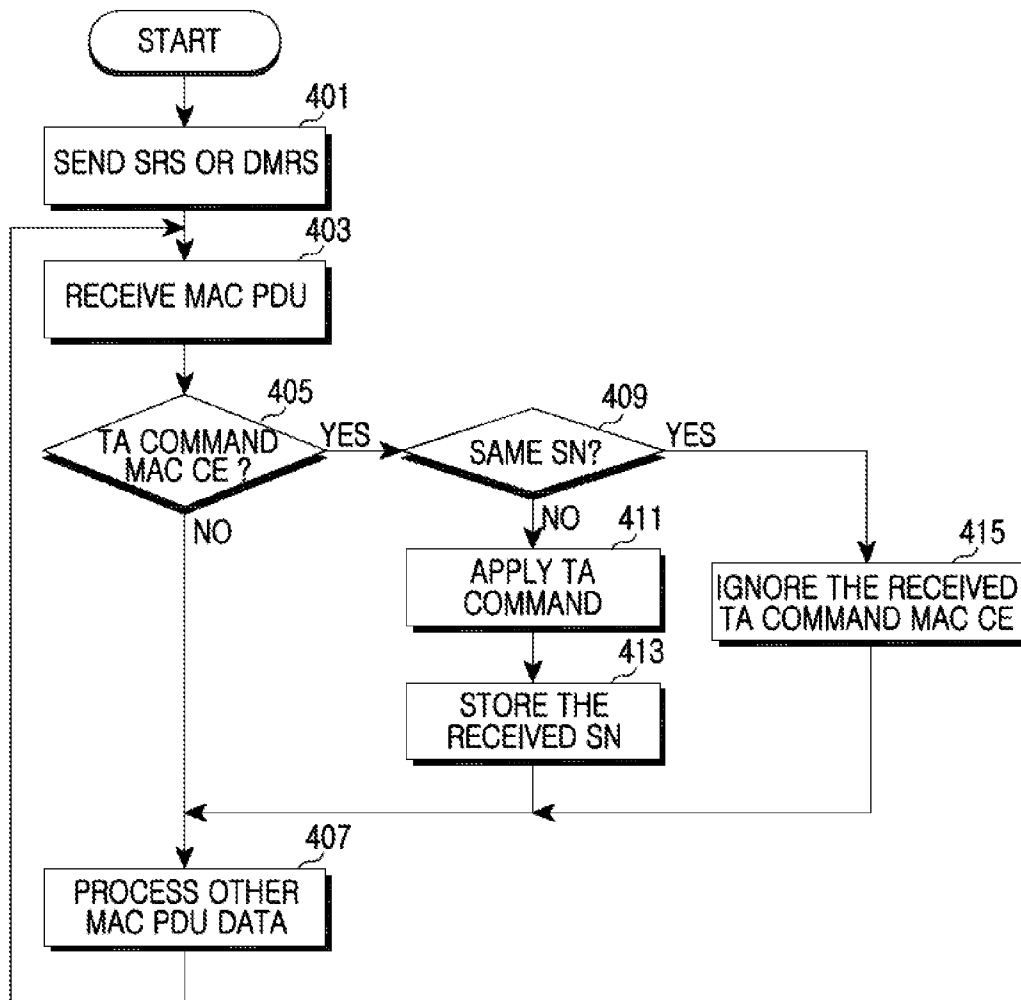 START
401
SEND SRS OR DMRS
403
RECEIVE MAC PDU
405
TA COMMAND
MAC CE ?
YES
NO
409
SAME SN?
YES
NO
411
APPLY TA
COMMAND
413
STORE THE
RECEIVED SN
415
IGNORE THE RECEIVED
TA COMMAND MAC CE
407
PROCESS OTHER
MAC PDU DATA